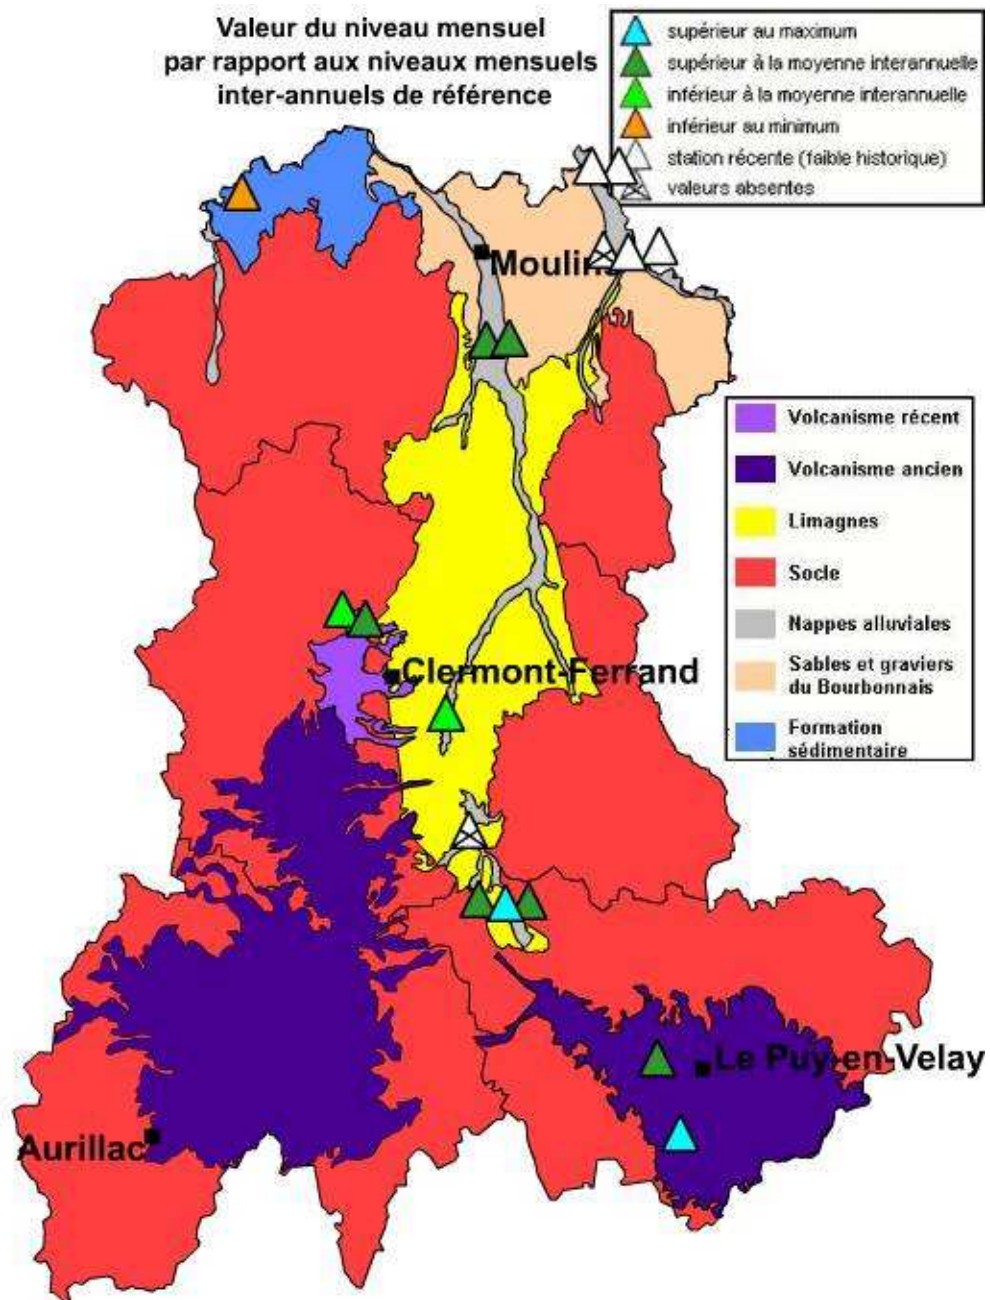 Valeur du niveau mensuel
par rapport aux niveaux mensuels
inter-annuels de référence
supérieur au maximum
supérieur à la moyenne interannuelle
inférieur à la moyenne interannuelle
inférieur au minimum
station récente (faible historique)
valeurs absentes
Moulins
Volcanisme récent
Volcanisme ancien
Limagnes
Socle
Nappes alluviales
Sables et graviers
du Bourbonnais
Formation
sédimentaire
Clermont-Ferrand
Le Puy-en-Velay
Aurillac